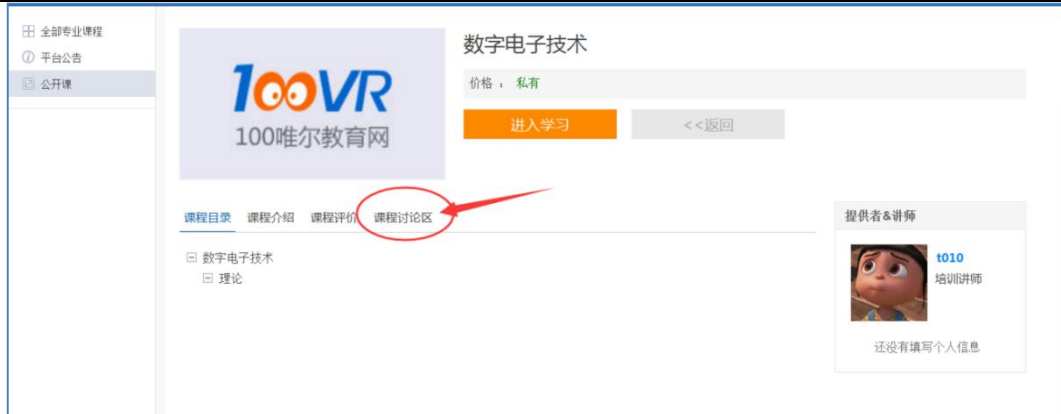 全部专业课程
平台公告
公开课
100VR
100唯尔教育网
数字电子技术
价格： 私有
进入学习 <<返回
课程目录 课程介绍 课程评价 课程讨论区
数字电子技术
理论
提供者&讲师
t010
培训讲师
还没有填写个人信息